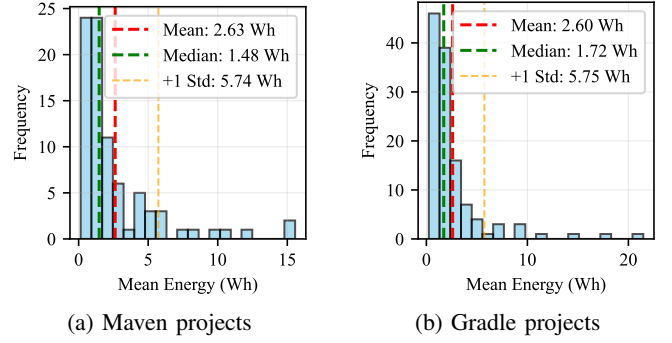 25
20
15
10
5
0
Frequency
Mean: 2.63 Wh
Median: 1.48 Wh
+1 Std: 5.74 Wh
0
5
10
15
Mean Energy (Wh)
(a) Maven projects
40
30
20
10
0
Frequency
Mean: 2.60 Wh
Median: 1.72 Wh
+1 Std: 5.75 Wh
0
10
20
Mean Energy (Wh)
(b) Gradle projects